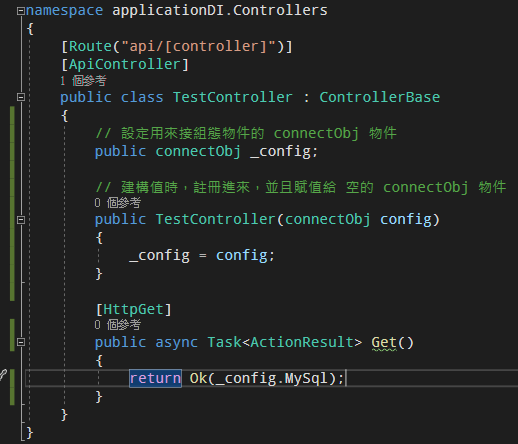 namespace applicationDI.Controllers
{
[Route("api/[controller]")]
[ApiController]
1 個參考
public class TestController : ControllerBase
{
// 設定用來接組態物件的 connectObj 物件
public connectObj _config;
// 建構值時，註冊進來，並且賦值給 空的 connectObj 物件
0 個參考
public TestController(connectObj config)
{
_config = config;
}
[HttpGet]
0 個參考
public async Task<ActionResult> Get()
{
return Ok(_config.MySql);
}
}
}